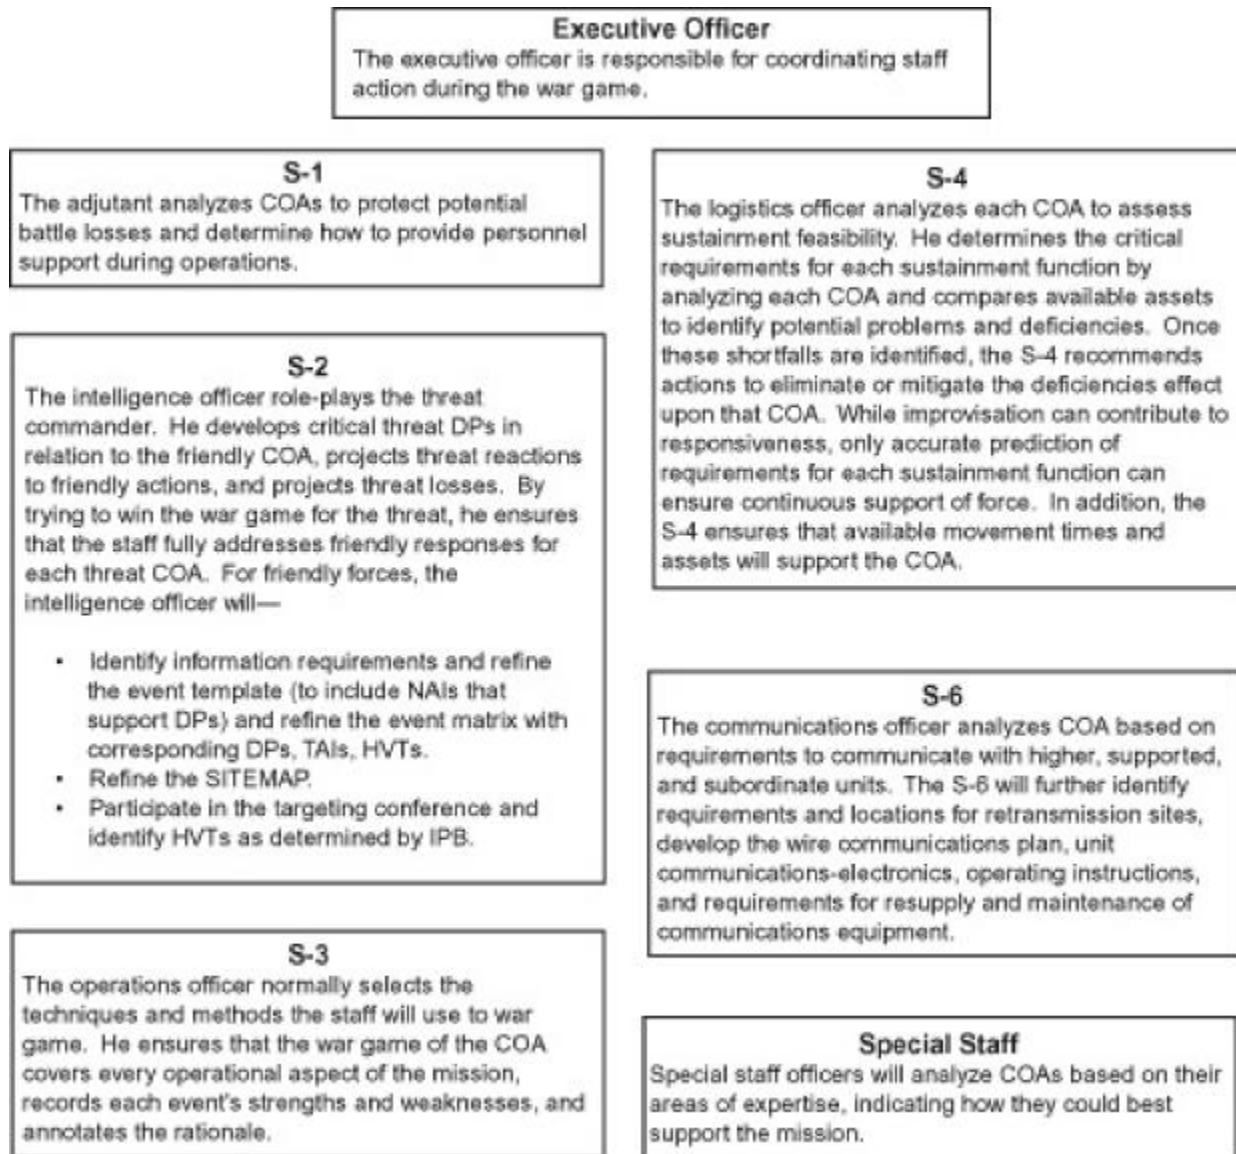 Executive Officer
The executive officer is responsible for coordinating staff
action during the war game.
S-1
The adjutant analyzes COAs to protect potential
battle losses and determine how to provide personnel
support during operations.
S-2
The intelligence officer role-plays the threat
commander. He develops critical threat DPs in
relation to the friendly COA, projects threat reactions
to friendly actions, and projects threat losses. By
trying to win the war game for the threat, he ensures
that the staff fully addresses friendly responses for
each threat COA. For friendly forces, the
intelligence officer will—
• Identify information requirements and refine
the event template (to include NAIs that
support DPs) and refine the event matrix with
corresponding DPs, TAIs, HVTs.
• Refine the SITEMAP.
• Participate in the targeting conference and
identify HVTs as determined by IPB.
S-3
The operations officer normally selects the
techniques and methods the staff will use to war
game. He ensures that the war game of the COA
covers every operational aspect of the mission,
records each event's strengths and weaknesses, and
annotates the rationale.
S-4
The logistics officer analyzes each COA to assess
sustainment feasibility. He determines the critical
requirements for each sustainment function by
analyzing each COA and compares available assets
to identify potential problems and deficiencies. Once
these shortfalls are identified, the S-4 recommends
actions to eliminate or mitigate the deficiencies effect
upon that COA. While improvisation can contribute to
responsiveness, only accurate prediction of
requirements for each sustainment function can
ensure continuous support of force. In addition, the
S-4 ensures that available movement times and
assets will support the COA.
S-6
The communications officer analyzes COA based on
requirements to communicate with higher, supported,
and subordinate units. The S-6 will further identify
requirements and locations for retransmission sites,
develop the wire communications plan, unit
communications-electronics, operating instructions,
and requirements for resupply and maintenance of
communications equipment.
Special Staff
Special staff officers will analyze COAs based on their
areas of expertise, indicating how they could best
support the mission.